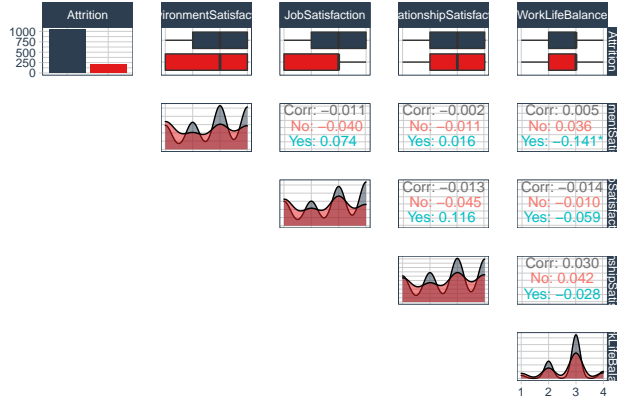 Attrition
ironmentSatisfac
JobSatisfaction
ationshipSatisfac
WorkLifeBalance
1000
750
500
250
0
Attrition
Corr: −0.011
No: −0.040
Yes: 0.074
Corr: −0.002
No: −0.011
Yes: 0.016
Corr: 0.005
No: 0.036
Yes: −0.141*
mentSati
Corr: −0.013
No: −0.045
Yes: 0.116
Corr: −0.014
No: −0.010
Yes: −0.059
Satisfac
Corr: 0.030
No: 0.042
Yes: −0.028
nshipSatis
kLifeBala
1 2 3 4